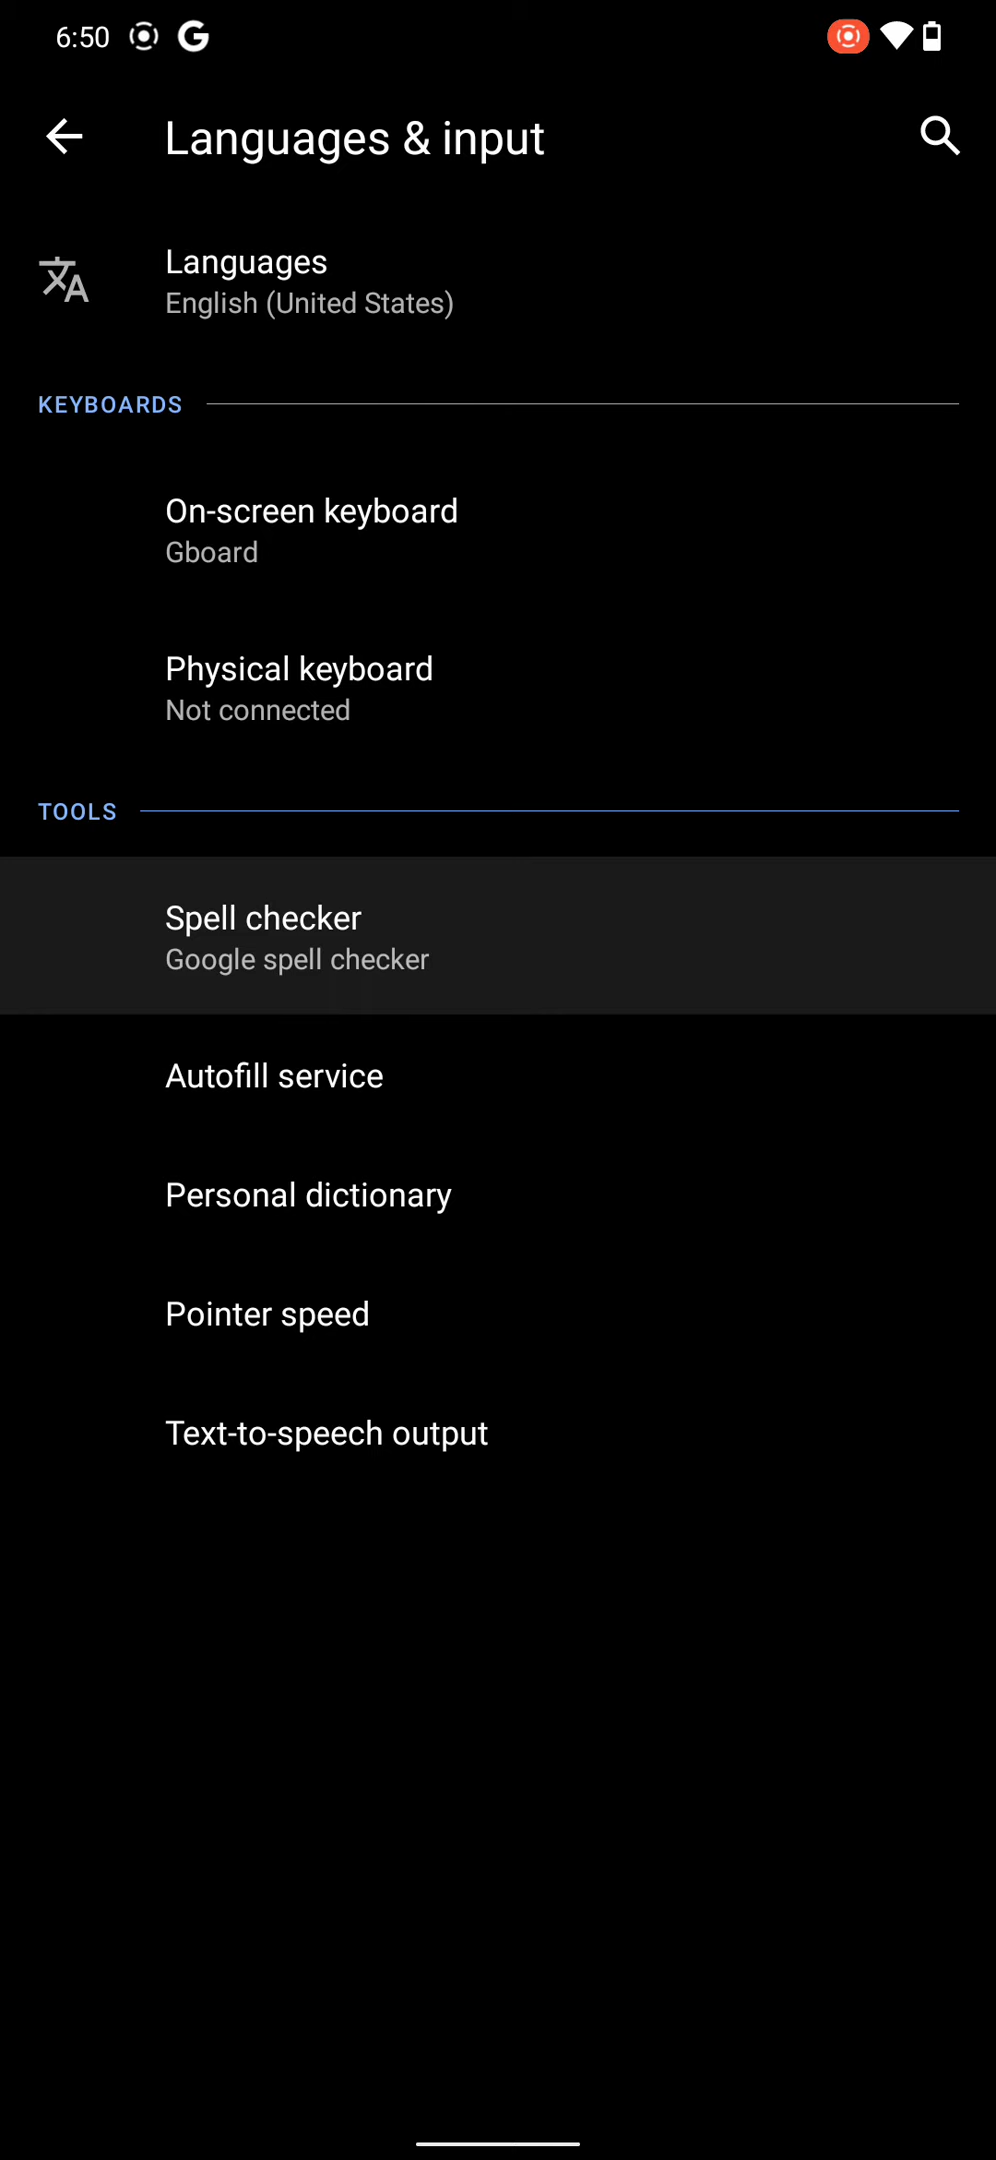 6:50
Languages & input
Languages
English (United States)
KEYBOARDS
On-screen keyboard
Gboard
Physical keyboard
Not connected
TOOLS
Spell checker
Google spell checker
Autofill service
Personal dictionary
Pointer speed
Text-to-speech output